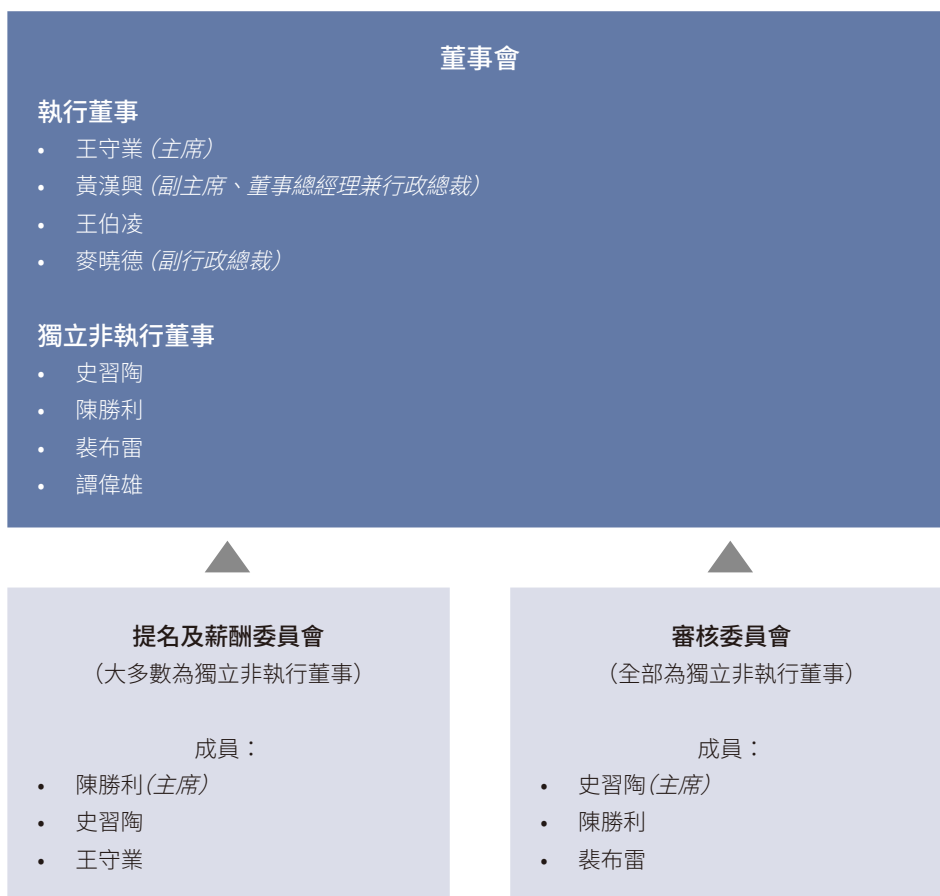 董事會
執行董事
• 王守業 (主席)
• 黃漢興 (副主席、董事總經理兼行政總裁)
• 王伯凌
• 麥曉德 (副行政總裁)
獨立非執行董事
• 史習陶
• 陳勝利
• 裴布雷
• 譚偉雄
提名及薪酬委員會
（大多數為獨立非執行董事）
成員：
• 陳勝利(主席)
• 史習陶
• 王守業
審核委員會
（全部為獨立非執行董事）
成員：
• 史習陶(主席)
• 陳勝利
• 裴布雷